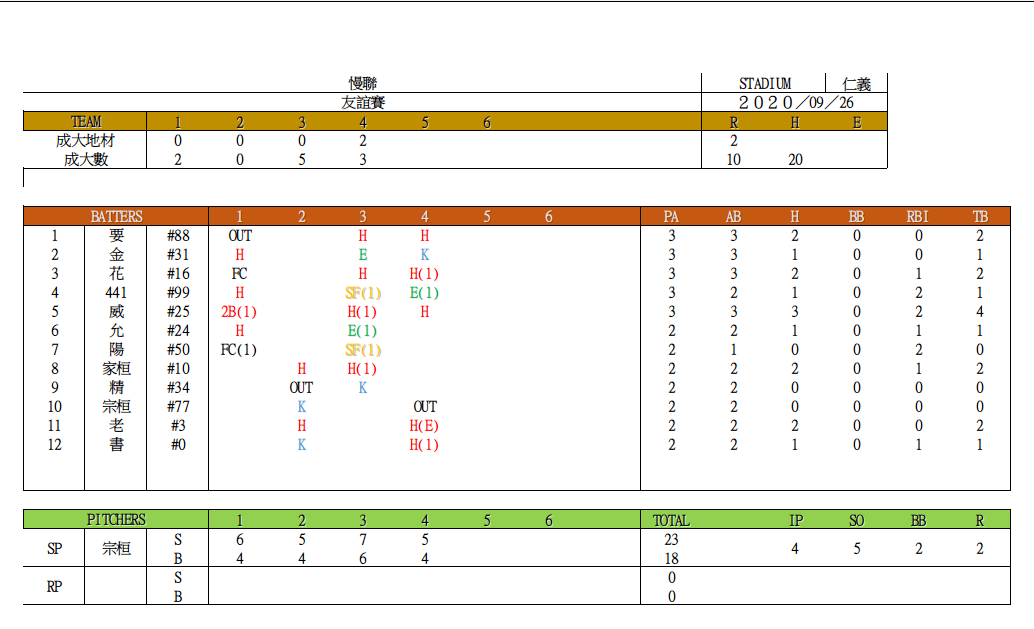 慢聯 STADIUM 仁義
友誼賽 ２０２０／09／26
TEAM 1 2 3 4 5 6 R H E
成大地材 0 0 0 2 2
成大數 2 0 5 3 10 20
BATTERS 1 2 3 4 5 6 PA AB H BB RBI TB
1 要 #88 OUT H H 3 3 2 0 0 2
2 金 #31 H E K 3 3 1 0 0 1
3 花 #16 FC H H(1) 3 3 2 0 1 2
4 441 #99 H SF(1) E(1) 3 2 1 0 2 1
5 威 #25 2B(1) H(1) H 3 3 3 0 2 4
6 允 #24 H E(1) 2 2 1 0 1 1
7 陽 #50 FC(1) SF(1) 2 1 0 0 2 0
8 家桓 #10 H H(1) 2 2 2 0 1 2
9 精 #34 OUT K 2 2 0 0 0 0
10 宗桓 #77 K OUT 2 2 0 0 0 0
11 老 #3 H H(E) 2 2 2 0 0 2
12 書 #0 K H(1) 2 2 1 0 1 1
PITCHERS 1 2 3 4 5 6 TOTAL IP SO BB R
SP 宗桓 S 6 5 7 5 23 4 5 2 2
B 4 4 6 4 18
RP S 0
B 0